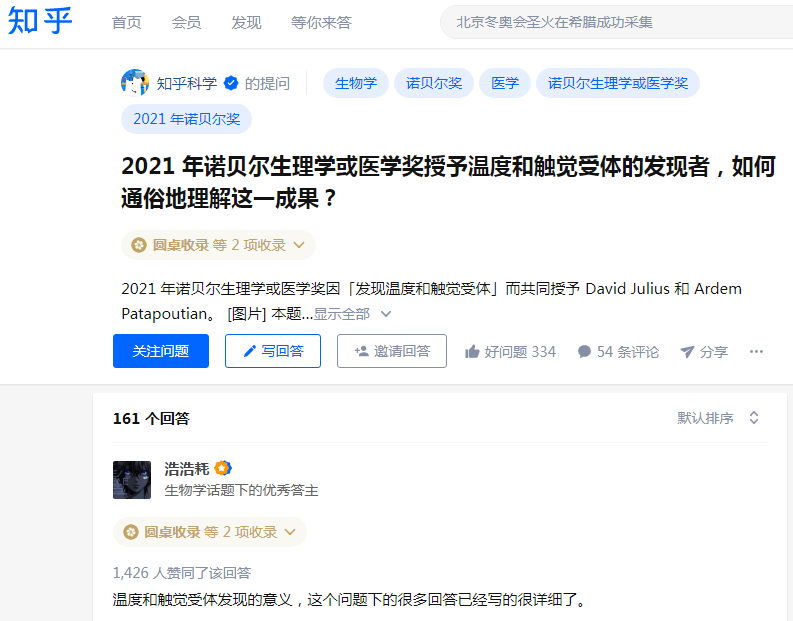 知乎 首页 会员 发现 等你来答 北京冬奥会圣火在希腊成功采集
知乎科学 的提问 生物学 诺贝尔奖 医学 诺贝尔生理学或医学奖
2021 年诺贝尔奖
2021 年诺贝尔生理学或医学奖授予温度和触觉受体的发现者，如何
通俗地理解这一成果？
圆桌收录 等 2 项收录
2021 年诺贝尔生理学或医学奖因「发现温度和触觉受体」而共同授予 David Julius 和 Ardem
Patapoutian。 [图片] 本题...显示全部
关注问题 写回答 邀请回答 好问题 334 54 条评论 分享 ···
161 个回答 默认排序
浩浩耗
生物学话题下的优秀答主
圆桌收录 等 2 项收录
1,426 人赞同了该回答
温度和触觉受体发现的意义，这个问题下的很多回答已经写的很详细了。